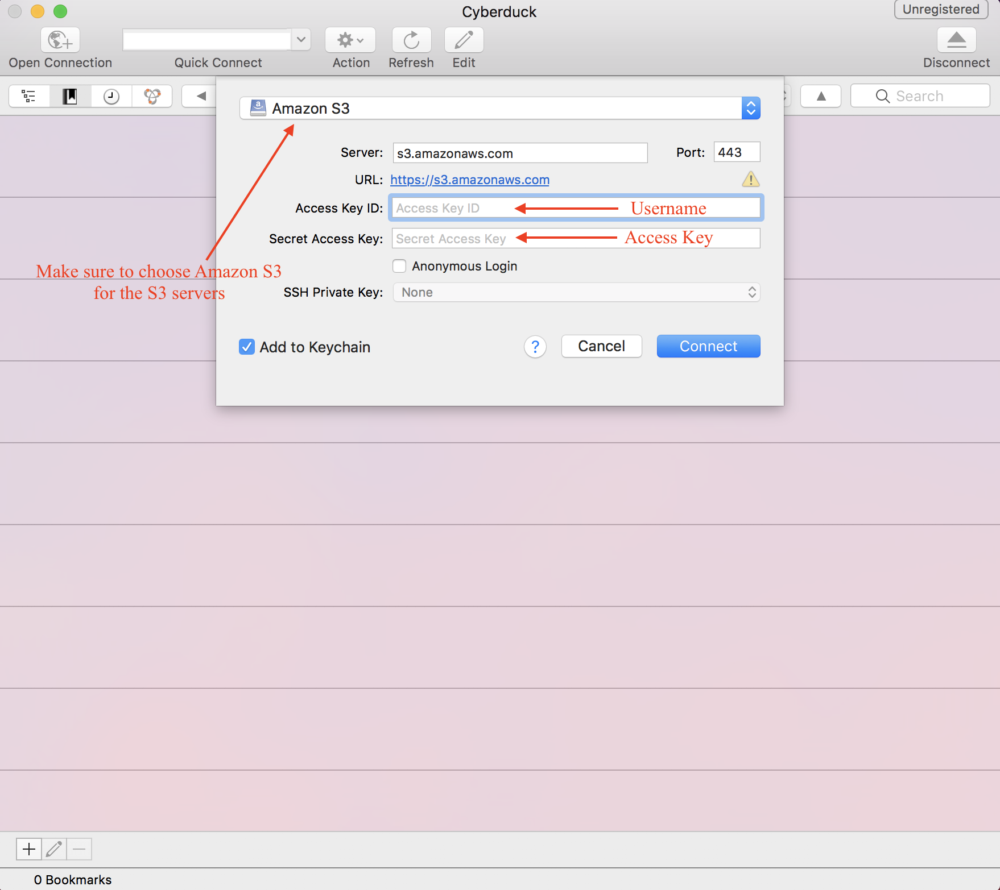 Cyberduck
Unregistered
Open Connection
Quick Connect
Action
Refresh
Edit
Disconnect
Search
Amazon S3
Server: s3.amazonaws.com Port: 443
URL: https://s3.amazonaws.com
Access Key ID: Access Key ID Username
Secret Access Key: Secret Access Key Access Key
Anonymous Login
Make sure to choose Amazon S3
for the S3 servers
SSH Private Key: None
Add to Keychain ? Cancel Connect
0 Bookmarks